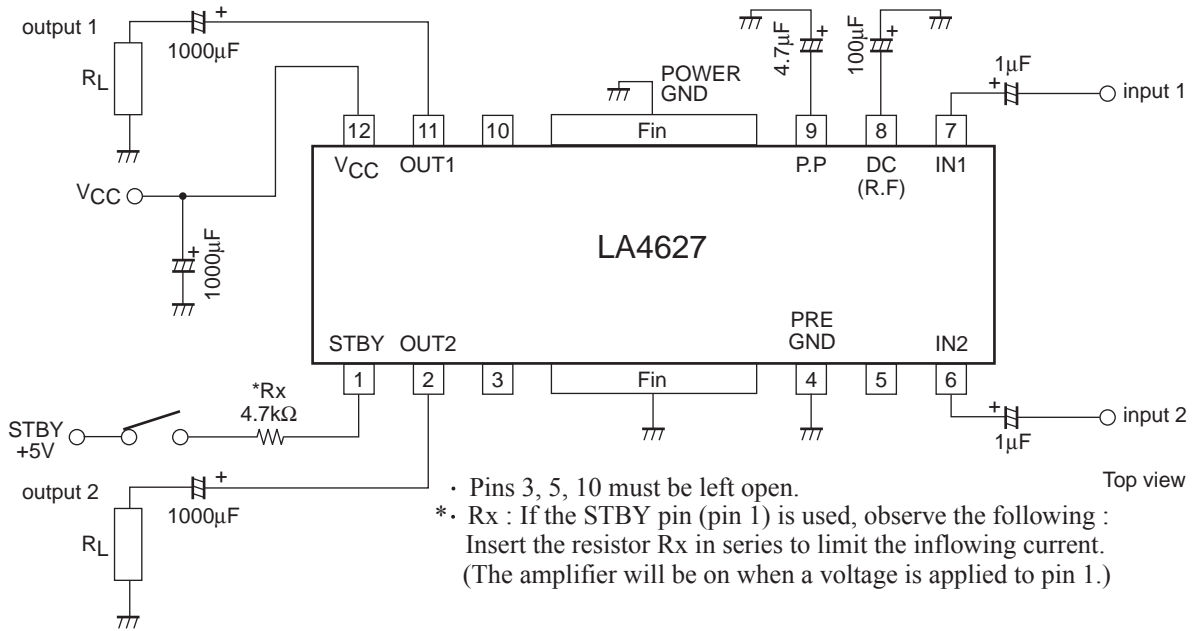 output 1
+
1000μF
RL
VCC
+
1000μF
4.7μF
+
100μF
+
1μF
+
input 1
POWER
GND
12
11
10
Fin
9
8
7
VCC
OUT1
P.P
DC
(R.F)
IN1
LA4627
STBY
OUT2
PRE
GND
IN2
1
2
3
Fin
4
5
6
*Rx
4.7kΩ
STBY
+5V
+
1μF
input 2
Top view
output 2
+
1000μF
RL
· Pins 3, 5, 10 must be left open.
*· Rx : If the STBY pin (pin 1) is used, observe the following :
Insert the resistor Rx in series to limit the inflowing current.
(The amplifier will be on when a voltage is applied to pin 1.)